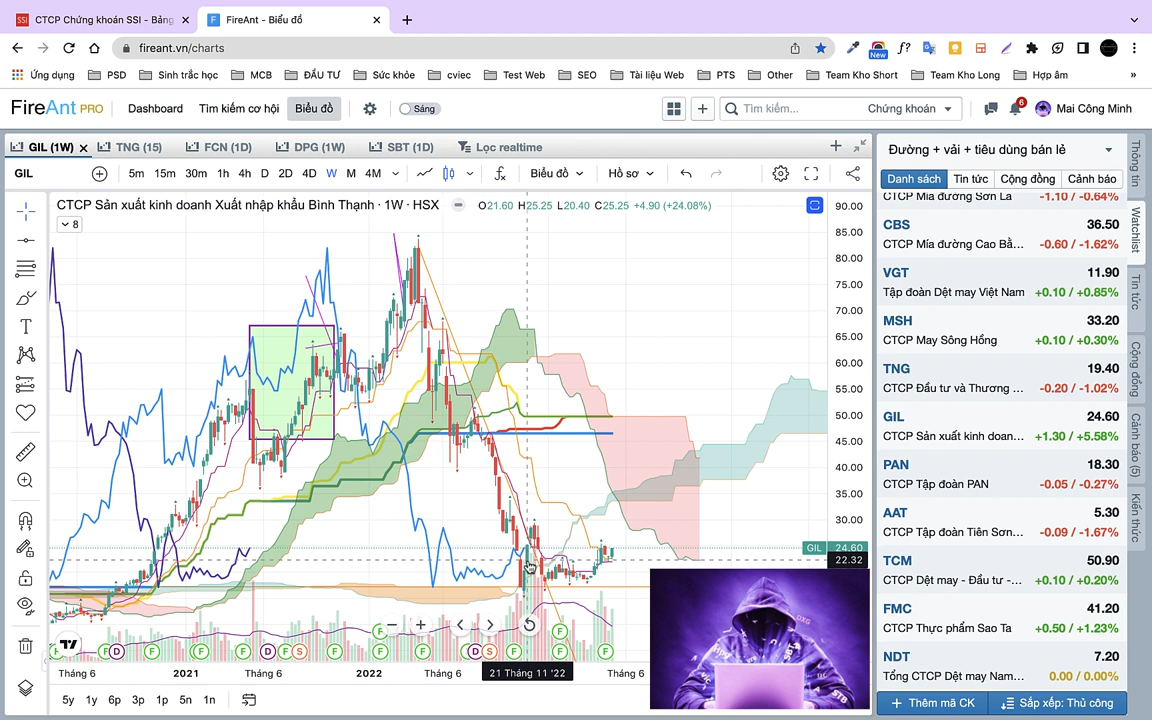 CTCP Chứng khoán SSI - Bảng
FireAnt - Biểu đồ
fireant.vn/charts
New
Ứng dụng PSD Sinh trắc học MCB ĐẦU TƯ Sức khỏe cviec Test Web SEO Tài liệu Web PTS Other Team Kho Short Team Kho Long Hợp âm »
FireAnt PRO Dashboard Tìm kiếm cơ hội Biểu đồ Sáng Tìm kiếm... Chứng khoán 6 Mai Công Minh
GIL (1W) TNG (15) FCN (1D) DPG (1W) SBT (1D) Lọc realtime
GIL 5m 15m 30m 1h 4h D 2D 4D W M 4M Biểu đồ Hồ sơ
CTCP Sản xuất kinh doanh Xuất nhập khẩu Bình Thạnh · 1W · HSX O21.60 H25.25 L20.40 C25.25 +4.90 (+24.08%)
8
90.00
85.00
80.00
75.00
70.00
65.00
60.00
55.00
50.00
45.00
40.00
35.00
30.00
GIL 24.60
22.32
Tháng 6 2021 Tháng 6 2022 Tháng 6 21 Tháng 11 '22 Tháng 6
5y 1y 6p 3p 1p 5n 1n
Đường + vải + tiêu dùng bán lẻ
Danh sách Tin tức Cộng đồng Cảnh báo
CTCP Mía đường Sơn La -1.10 / -0.64%
CBS 36.50
CTCP Mía đường Cao Bằ... -0.60 / -1.62%
VGT 11.90
Tập đoàn Dệt may Việt Nam +0.10 / +0.85%
MSH 33.20
CTCP May Sông Hồng +0.10 / +0.30%
TNG 19.40
CTCP Đầu tư và Thương ... -0.20 / -1.02%
GIL 24.60
CTCP Sản xuất kinh doan... +1.30 / +5.58%
PAN 18.30
CTCP Tập đoàn PAN -0.05 / -0.27%
AAT 5.30
CTCP Tập đoàn Tiên Sơn... -0.09 / -1.67%
TCM 50.90
CTCP Dệt may - Đầu tư -... +0.10 / +0.20%
FMC 41.20
CTCP Thực phẩm Sao Ta +0.50 / +1.23%
NDT 7.20
Tổng CTCP Dệt may Nam... 0.00 / 0.00%
Thêm mã CK Sắp xếp: Thủ công
Thông tin
Watchlist
Tin tức
Cộng đồng
Cảnh báo (5)
Kiến thức